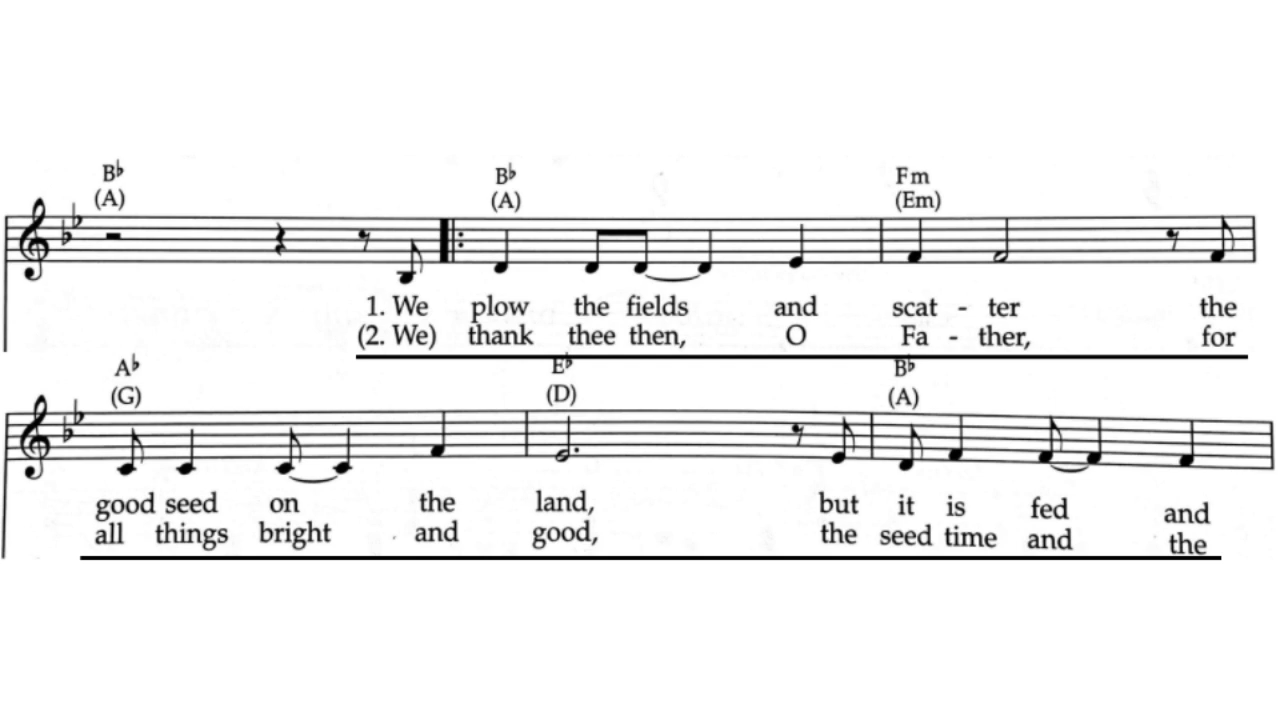 B♭ B♭ Fm
(A) (A) (Em)
1. We plow the fields and scat - ter the
(2. We) thank thee then, O Fa - ther, for
A♭ E♭ B♭
(G) (D) (A)
good seed on the land, but it is fed and
all things bright and good, the seed time and the